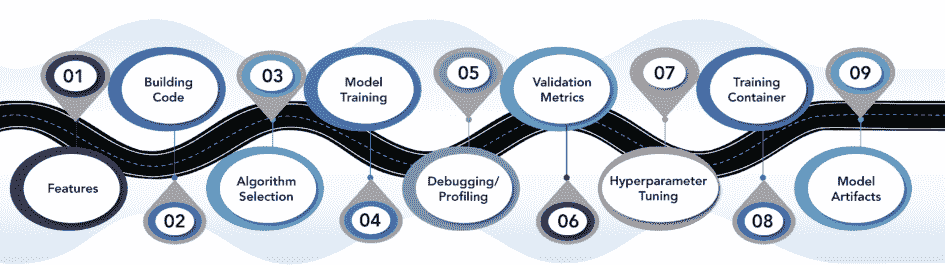 01
Features
Building
Code
02
03
Algorithm
Selection
Model
Training
04
05
Debugging/
Profiling
Validation
Metrics
06
07
Hyperparameter
Tuning
Training
Container
08
09
Model
Artifacts